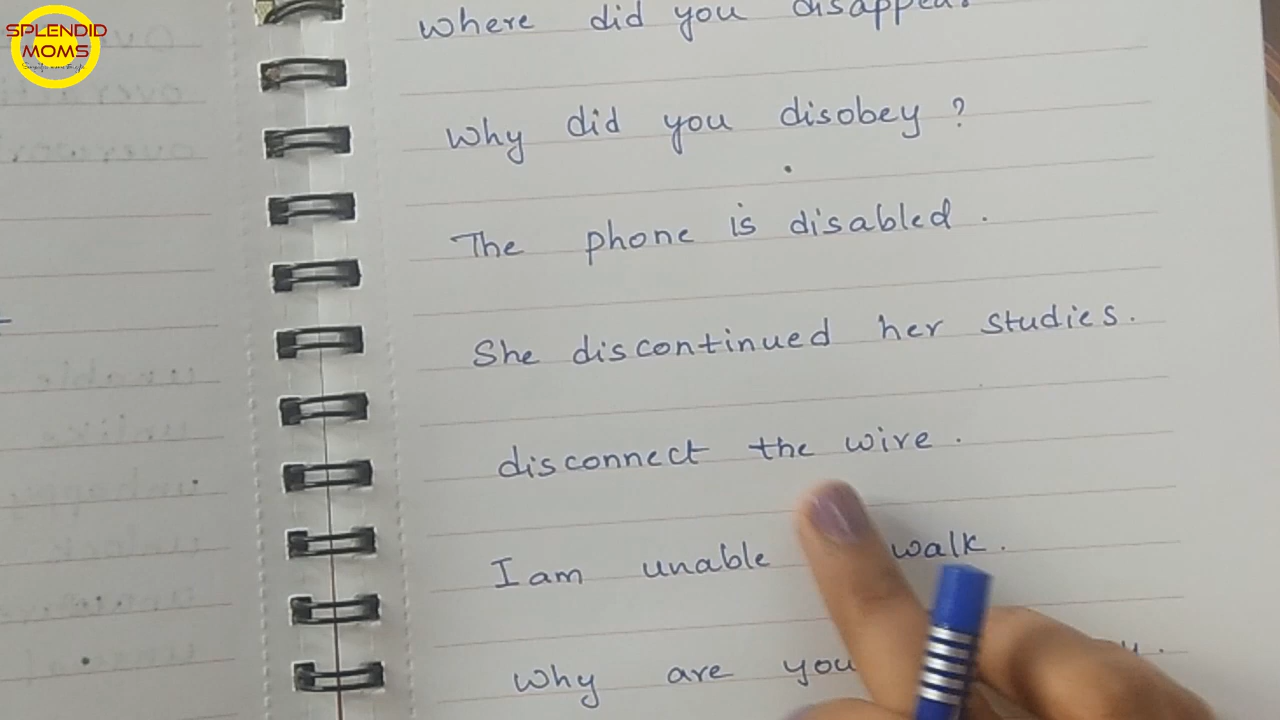 SPLENDID
MOMS
where did you
Why did you disobey ?
The phone is disabled .
She discontinued her studies.
disconnect the wire .
I am unable walk .
Why are you